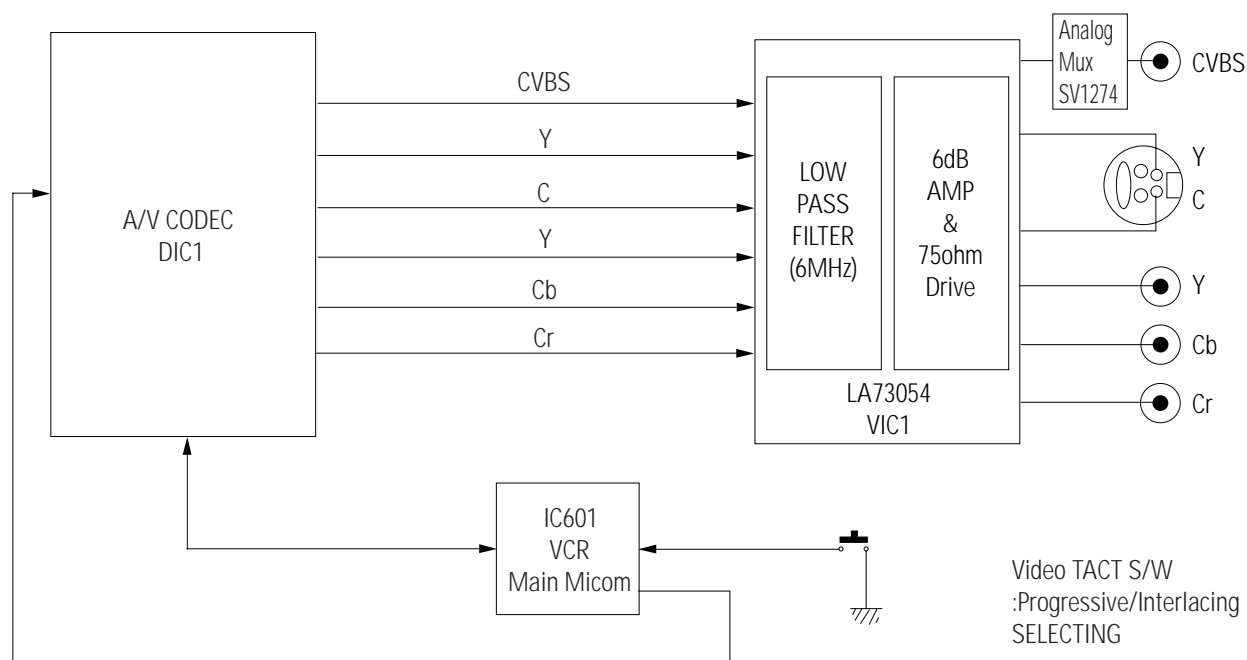 A/V CODEC
DIC1
CVBS
Y
C
Y
Cb
Cr
LOW
PASS
FILTER
(6MHz)
6dB
AMP
&
75ohm
Drive
LA73054
VIC1
Analog
Mux
SV1274
CVBS
Y
C
Y
Cb
Cr
IC601
VCR
Main Micom
Video TACT S/W
:Progressive/Interlacing
SELECTING